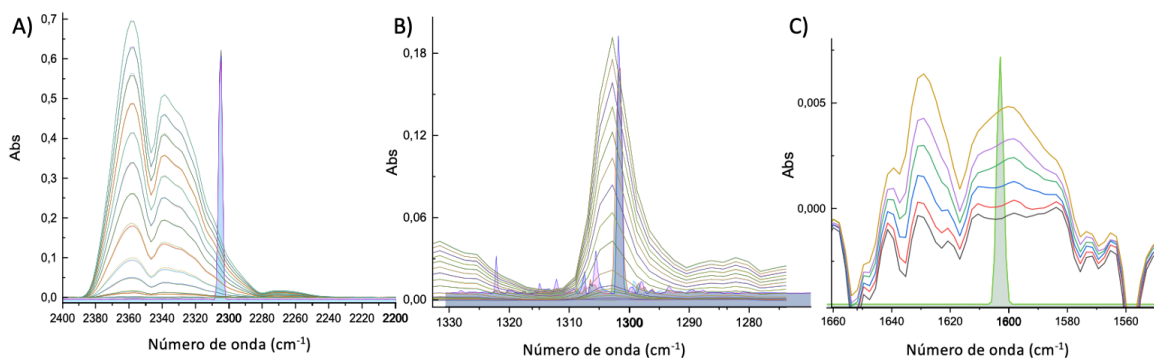 A)
Abs
0,7
0,6
0,5
0,4
0,3
0,2
0,1
0,0
2400 2380 2360 2340 2320 2300 2280 2260 2240 2220 2200
Número de onda (cm⁻¹)
B)
Abs
0,18
0,12
0,06
0,00
1330 1320 1310 1300 1290 1280
Número de onda (cm⁻¹)
C)
Abs
0,005
0,000
1660 1640 1620 1600 1580 1560
Número de onda (cm⁻¹)